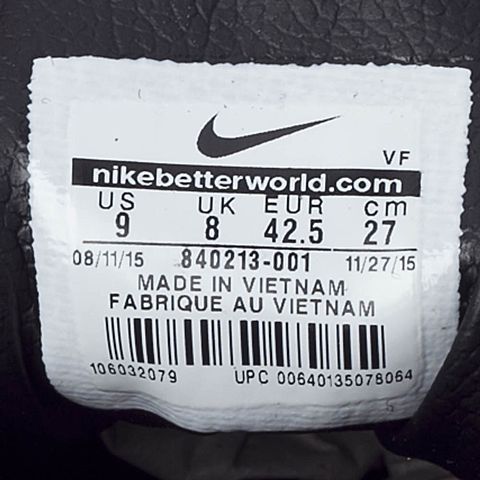 VF
nikebetterworld.com
US UK EUR cm
9 8 42.5 27
08/11/15 840213-001 11/27/15
MADE IN VIETNAM
FABRIQUE AU VIETNAM
106032079 UPC 00640135078064